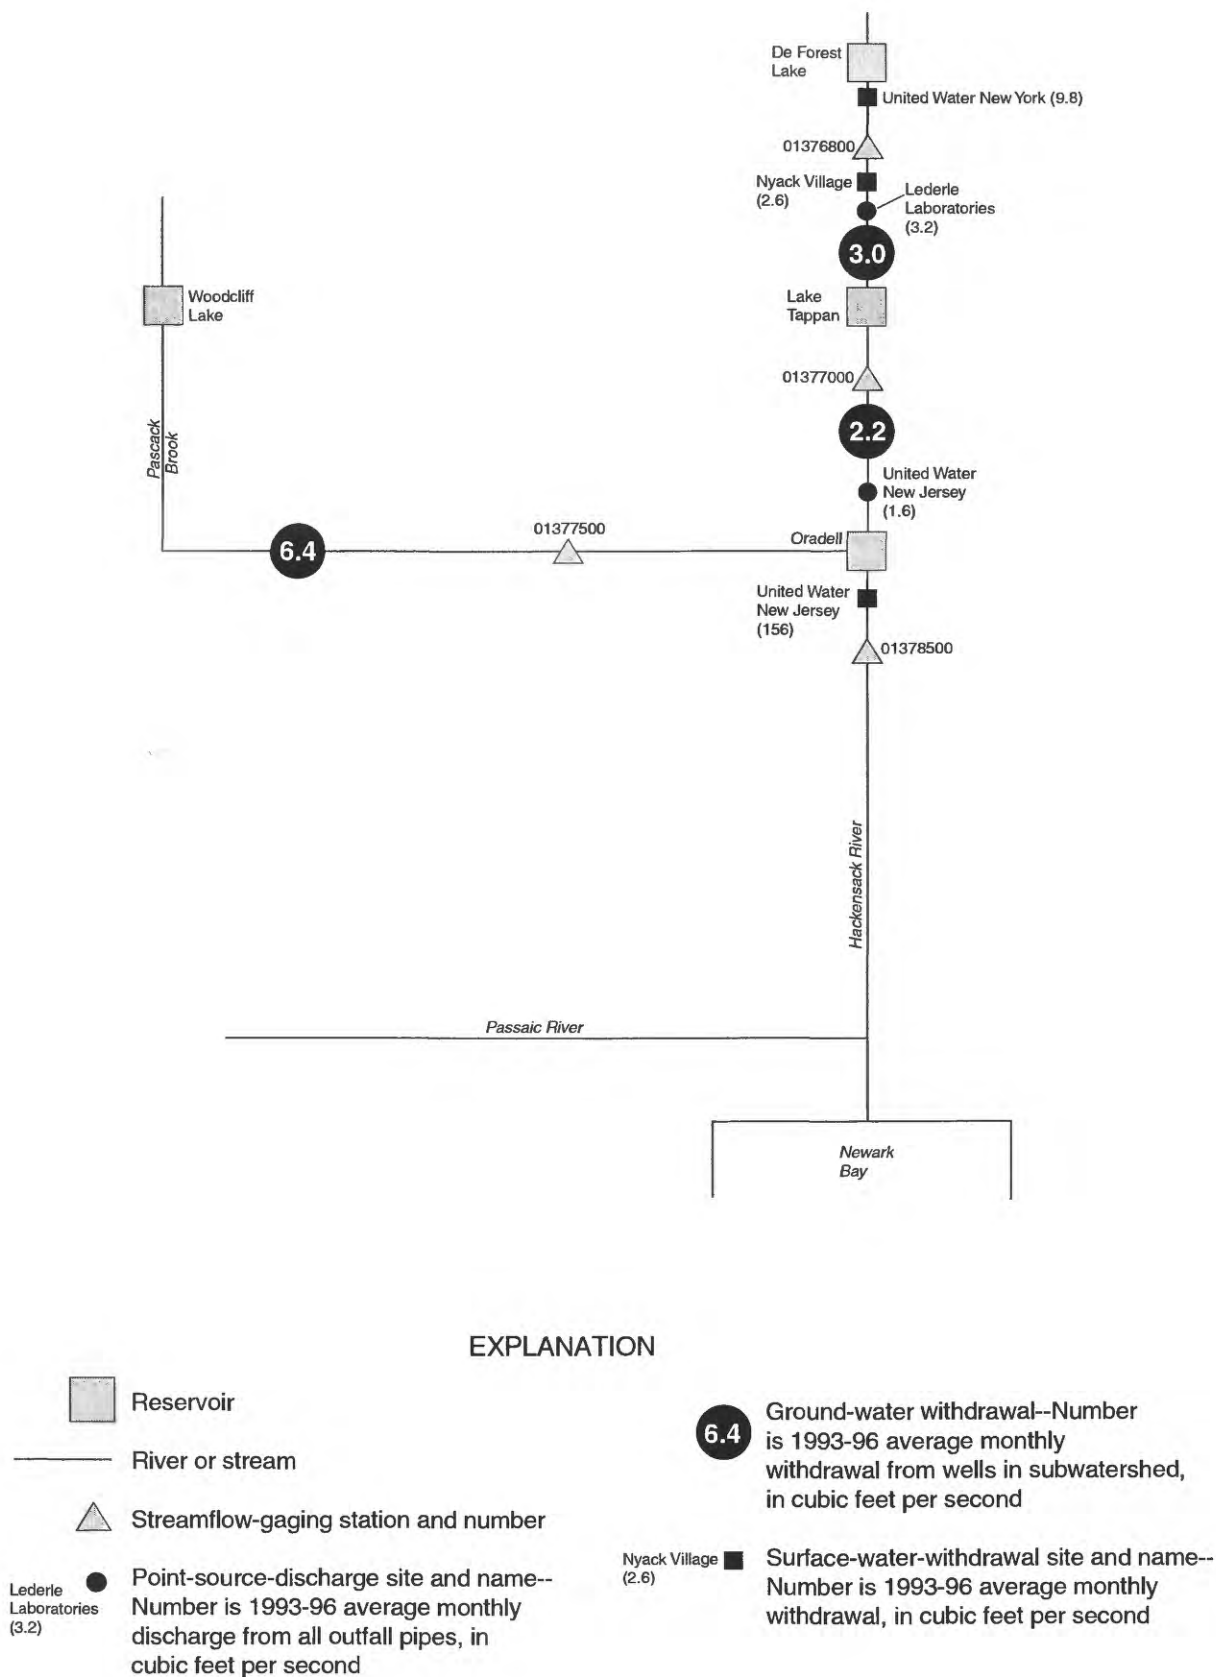 De Forest
Lake
United Water New York (9.8)
01376800
Nyack Village
(2.6)
Lederle
Laboratories
(3.2)
3.0
Woodcliff
Lake
Lake
Tappan
01377000
2.2
Pascack
Brook
United Water
New Jersey
(1.6)
01377500
6.4
Oradell
United Water
New Jersey
(156)
01378500
Hackensack River
Passaic River
Newark
Bay
EXPLANATION
Reservoir
River or stream
Streamflow-gaging station and number
Lederle
Laboratories
(3.2)
Point-source-discharge site and name--
Number is 1993-96 average monthly
discharge from all outfall pipes, in
cubic feet per second
6.4
Ground-water withdrawal--Number
is 1993-96 average monthly
withdrawal from wells in subwatershed,
in cubic feet per second
Nyack Village
(2.6)
Surface-water-withdrawal site and name--
Number is 1993-96 average monthly
withdrawal, in cubic feet per second